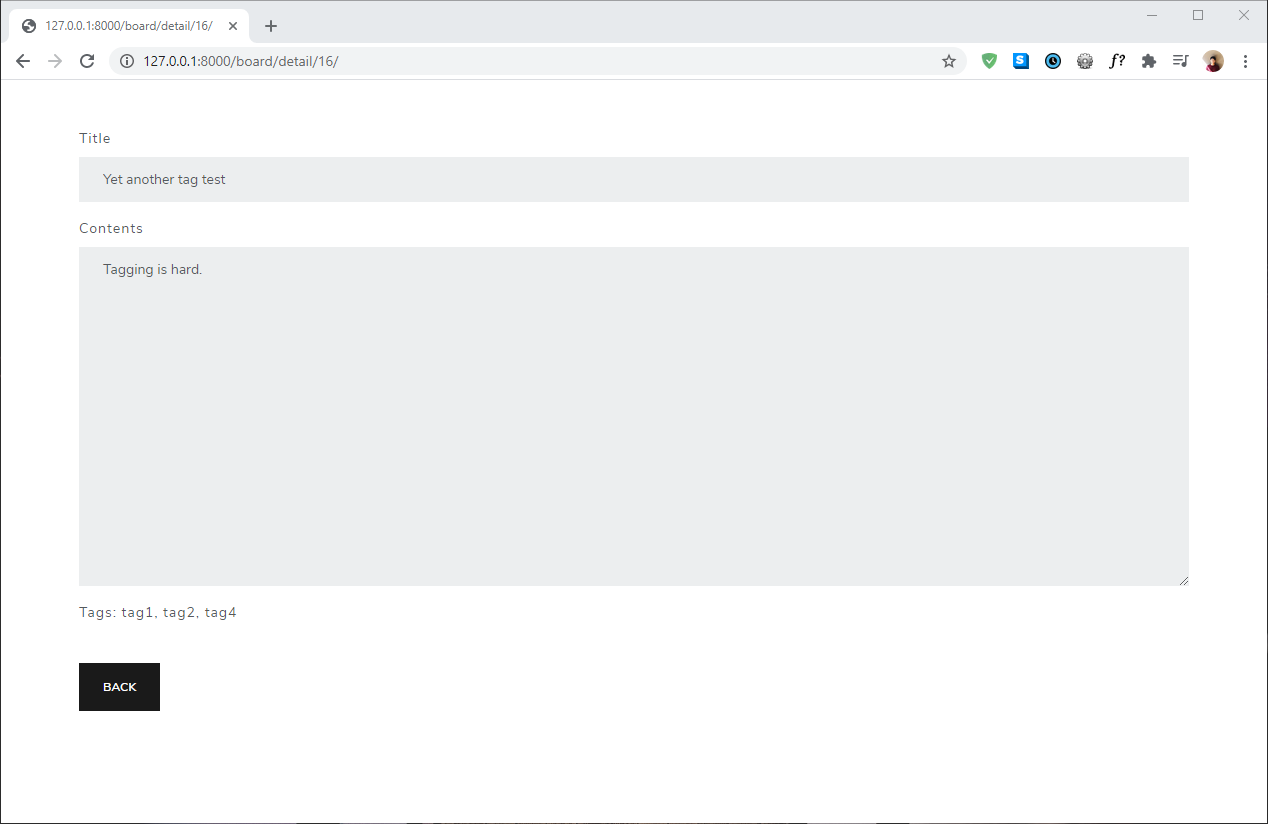 127.0.0.1:8000/board/detail/16/
127.0.0.1:8000/board/detail/16/
S
f?
Title
Yet another tag test
Contents
Tagging is hard.
Tags: tag1, tag2, tag4
BACK